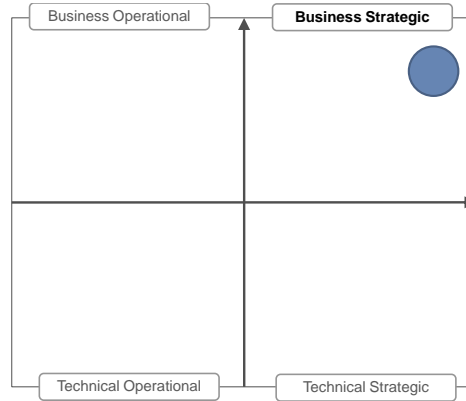 Business Operational
Business Strategic
Technical Operational
Technical Strategic